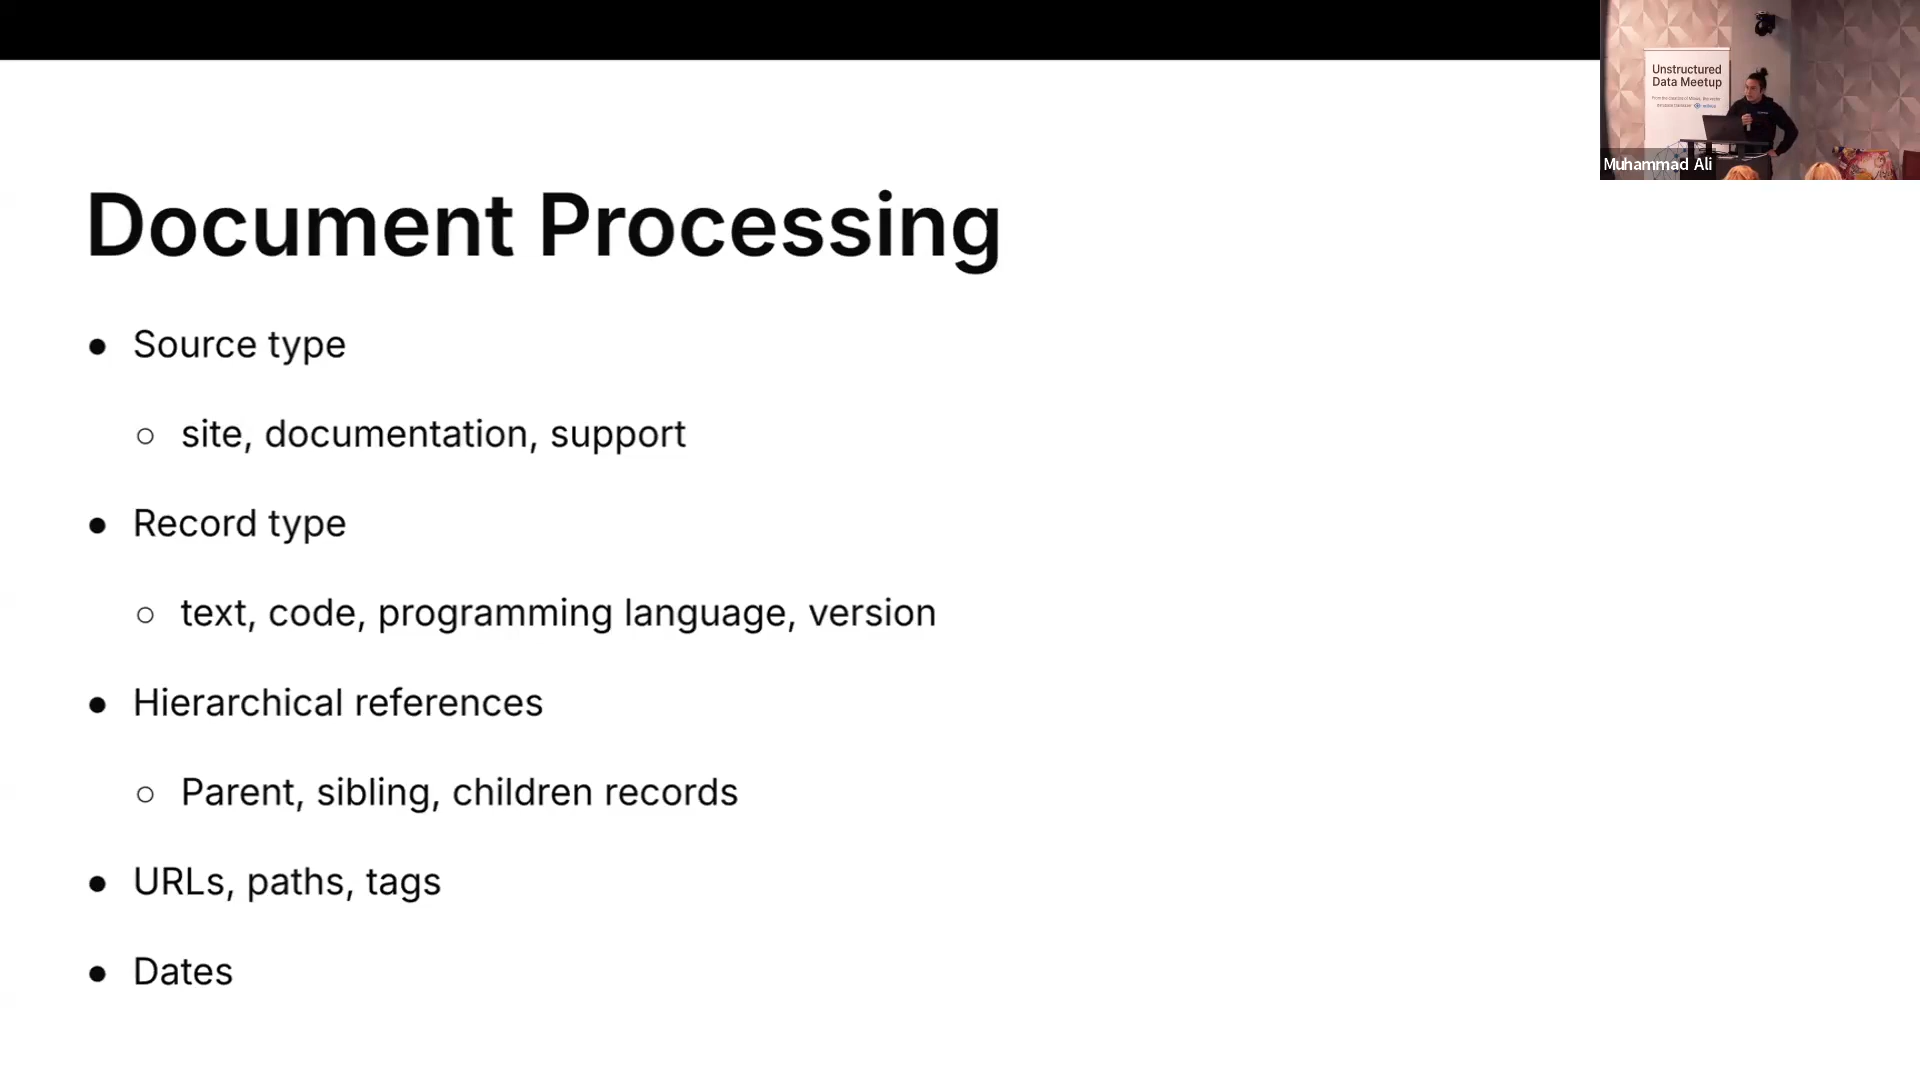 Document Processing
● Source type
○ site, documentation, support
● Record type
○ text, code, programming language, version
● Hierarchical references
○ Parent, sibling, children records
● URLs, paths, tags
● Dates
Unstructured
Data Meetup
Muhammad Ali